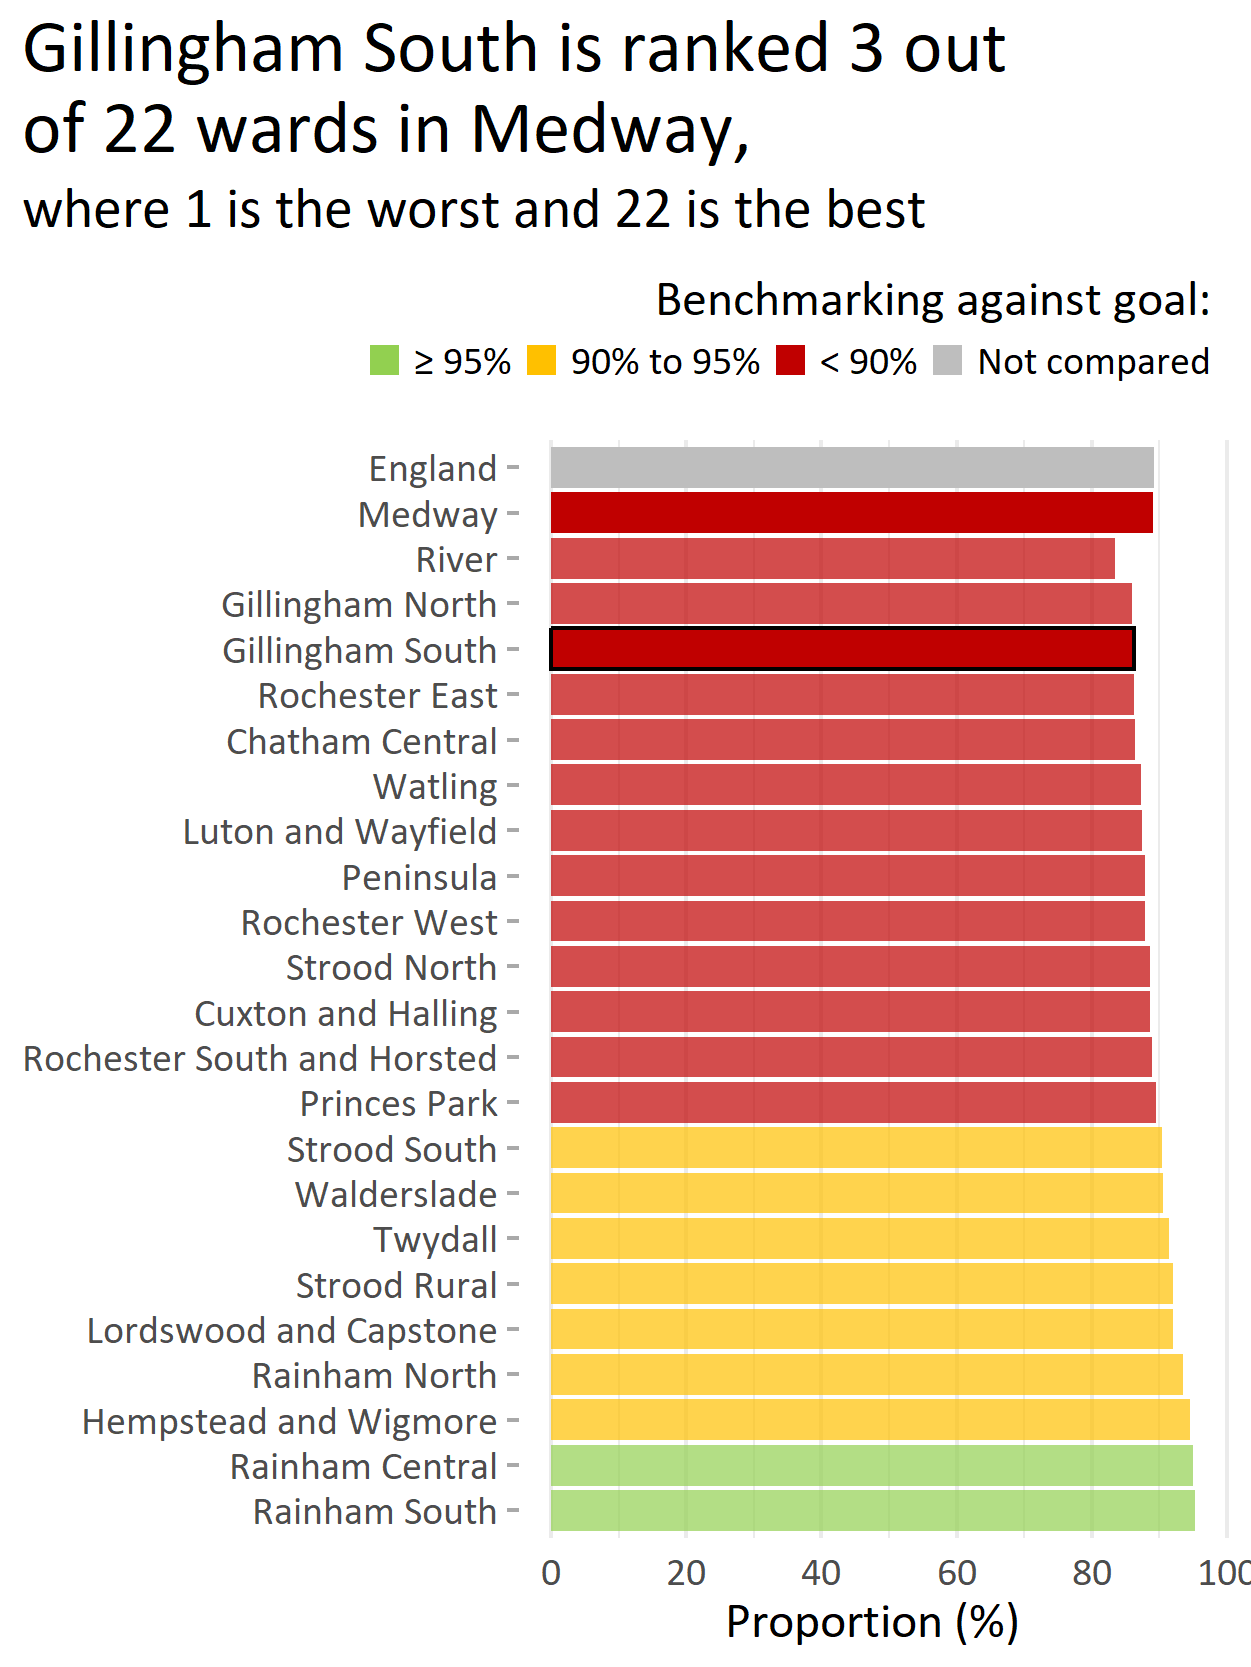 Gillingham South is ranked 3 out
of 22 wards in Medway,
where 1 is the worst and 22 is the best
Benchmarking against goal:
≥ 95% 90% to 95% < 90% Not compared
England
Medway
River
Gillingham North
Gillingham South
Rochester East
Chatham Central
Watling
Luton and Wayfield
Peninsula
Rochester West
Strood North
Cuxton and Halling
Rochester South and Horsted
Princes Park
Strood South
Walderslade
Twydall
Strood Rural
Lordswood and Capstone
Rainham North
Hempstead and Wigmore
Rainham Central
Rainham South
0 20 40 60 80 100
Proportion (%)